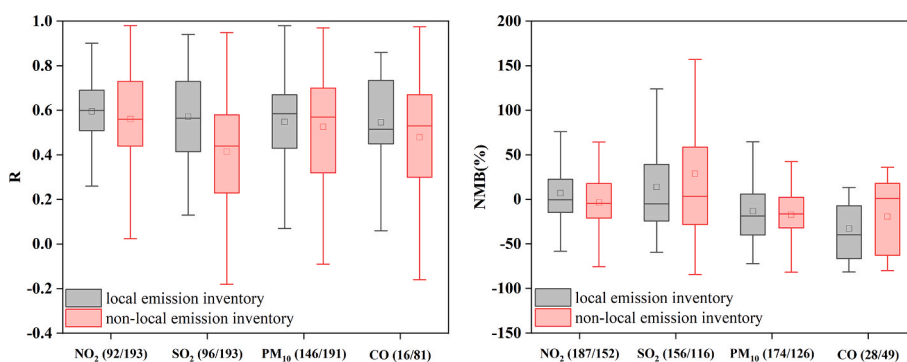 1.0
0.8
0.6
0.4
0.2
0.0
-0.2
-0.4
R
local emission inventory
non-local emission inventory
NO₂ (92/193) SO₂ (96/193) PM₁₀ (146/191) CO (16/81)
200
150
100
50
0
-50
-100
-150
NMB(%)
local emission inventory
non-local emission inventory
NO₂ (187/152) SO₂ (156/116) PM₁₀ (174/126) CO (28/49)